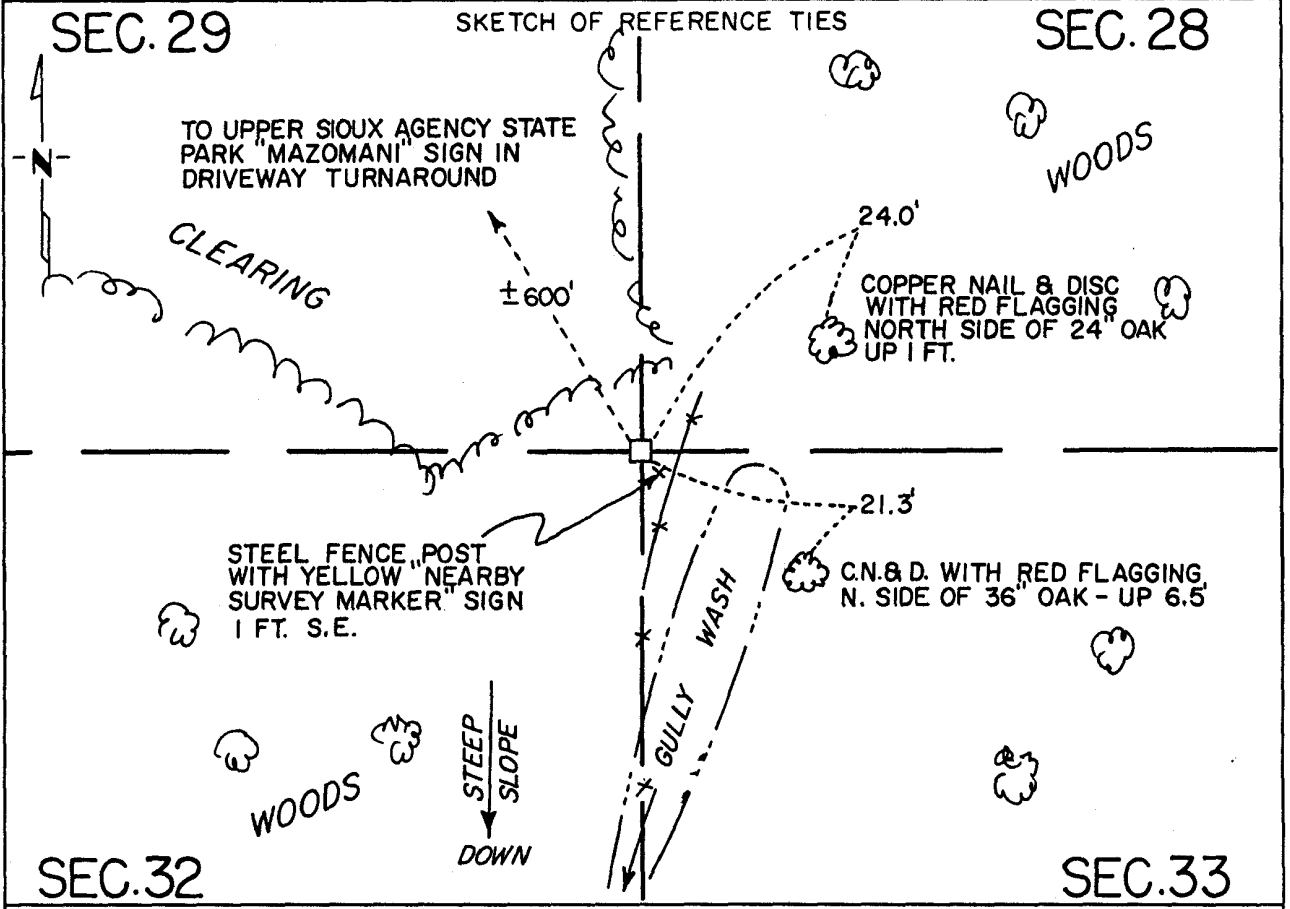 SKETCH OF REFERENCE TIES
SEC. 29
SEC. 28
N
TO UPPER SIOUX AGENCY STATE
PARK "MAZOMANI" SIGN IN
DRIVEWAY TURNAROUND
WOODS
CLEARING
±600'
24.0'
COPPER NAIL & DISC
WITH RED FLAGGING
NORTH SIDE OF 24" OAK
UP 1 FT.
21.3'
STEEL FENCE POST
WITH YELLOW "NEARBY
SURVEY MARKER" SIGN
1 FT. S.E.
C.N.& D. WITH RED FLAGGING
N. SIDE OF 36" OAK - UP 6.5'
GULLY WASH
STEEP
SLOPE
DOWN
WOODS
SEC.32
SEC.33